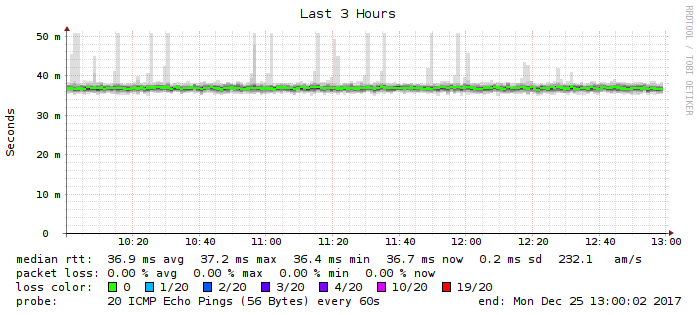 Last 3 Hours
RRDTOOL / TOBI OETIKER
Seconds
50 m
40 m
30 m
20 m
10 m
0
10:20 10:40 11:00 11:20 11:40 12:00 12:20 12:40 13:00
median rtt: 36.9 ms avg 37.2 ms max 36.4 ms min 36.7 ms now 0.2 ms sd 232.1 am/s
packet loss: 0.00 % avg 0.00 % max 0.00 % min 0.00 % now
loss color: 0 1/20 2/20 3/20 4/20 10/20 19/20
probe: 20 ICMP Echo Pings (56 Bytes) every 60s end: Mon Dec 25 13:00:02 2017